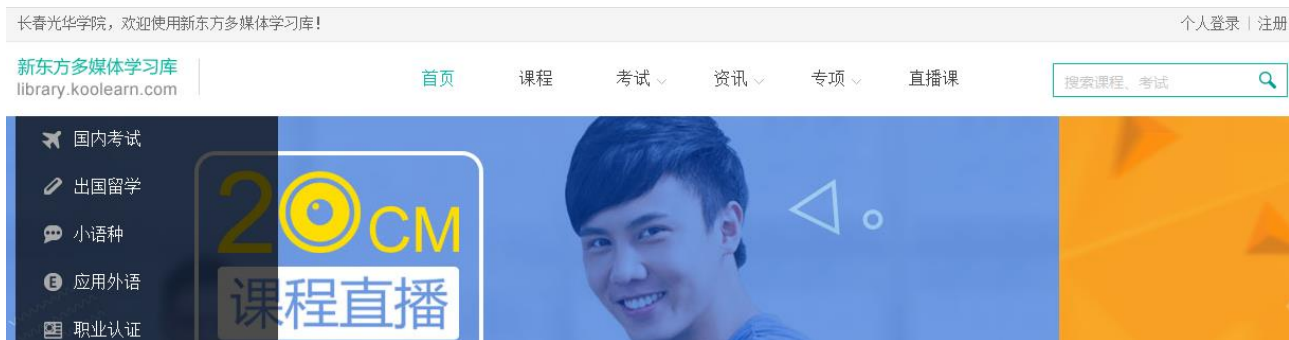 长春光华学院，欢迎使用新东方多媒体学习库！
个人登录 | 注册
新东方多媒体学习库
library.koolearn.com
首页 课程 考试 资讯 专项 直播课
搜索课程、考试
国内考试
出国留学
小语种
应用外语
职业认证
20CM
课程直播